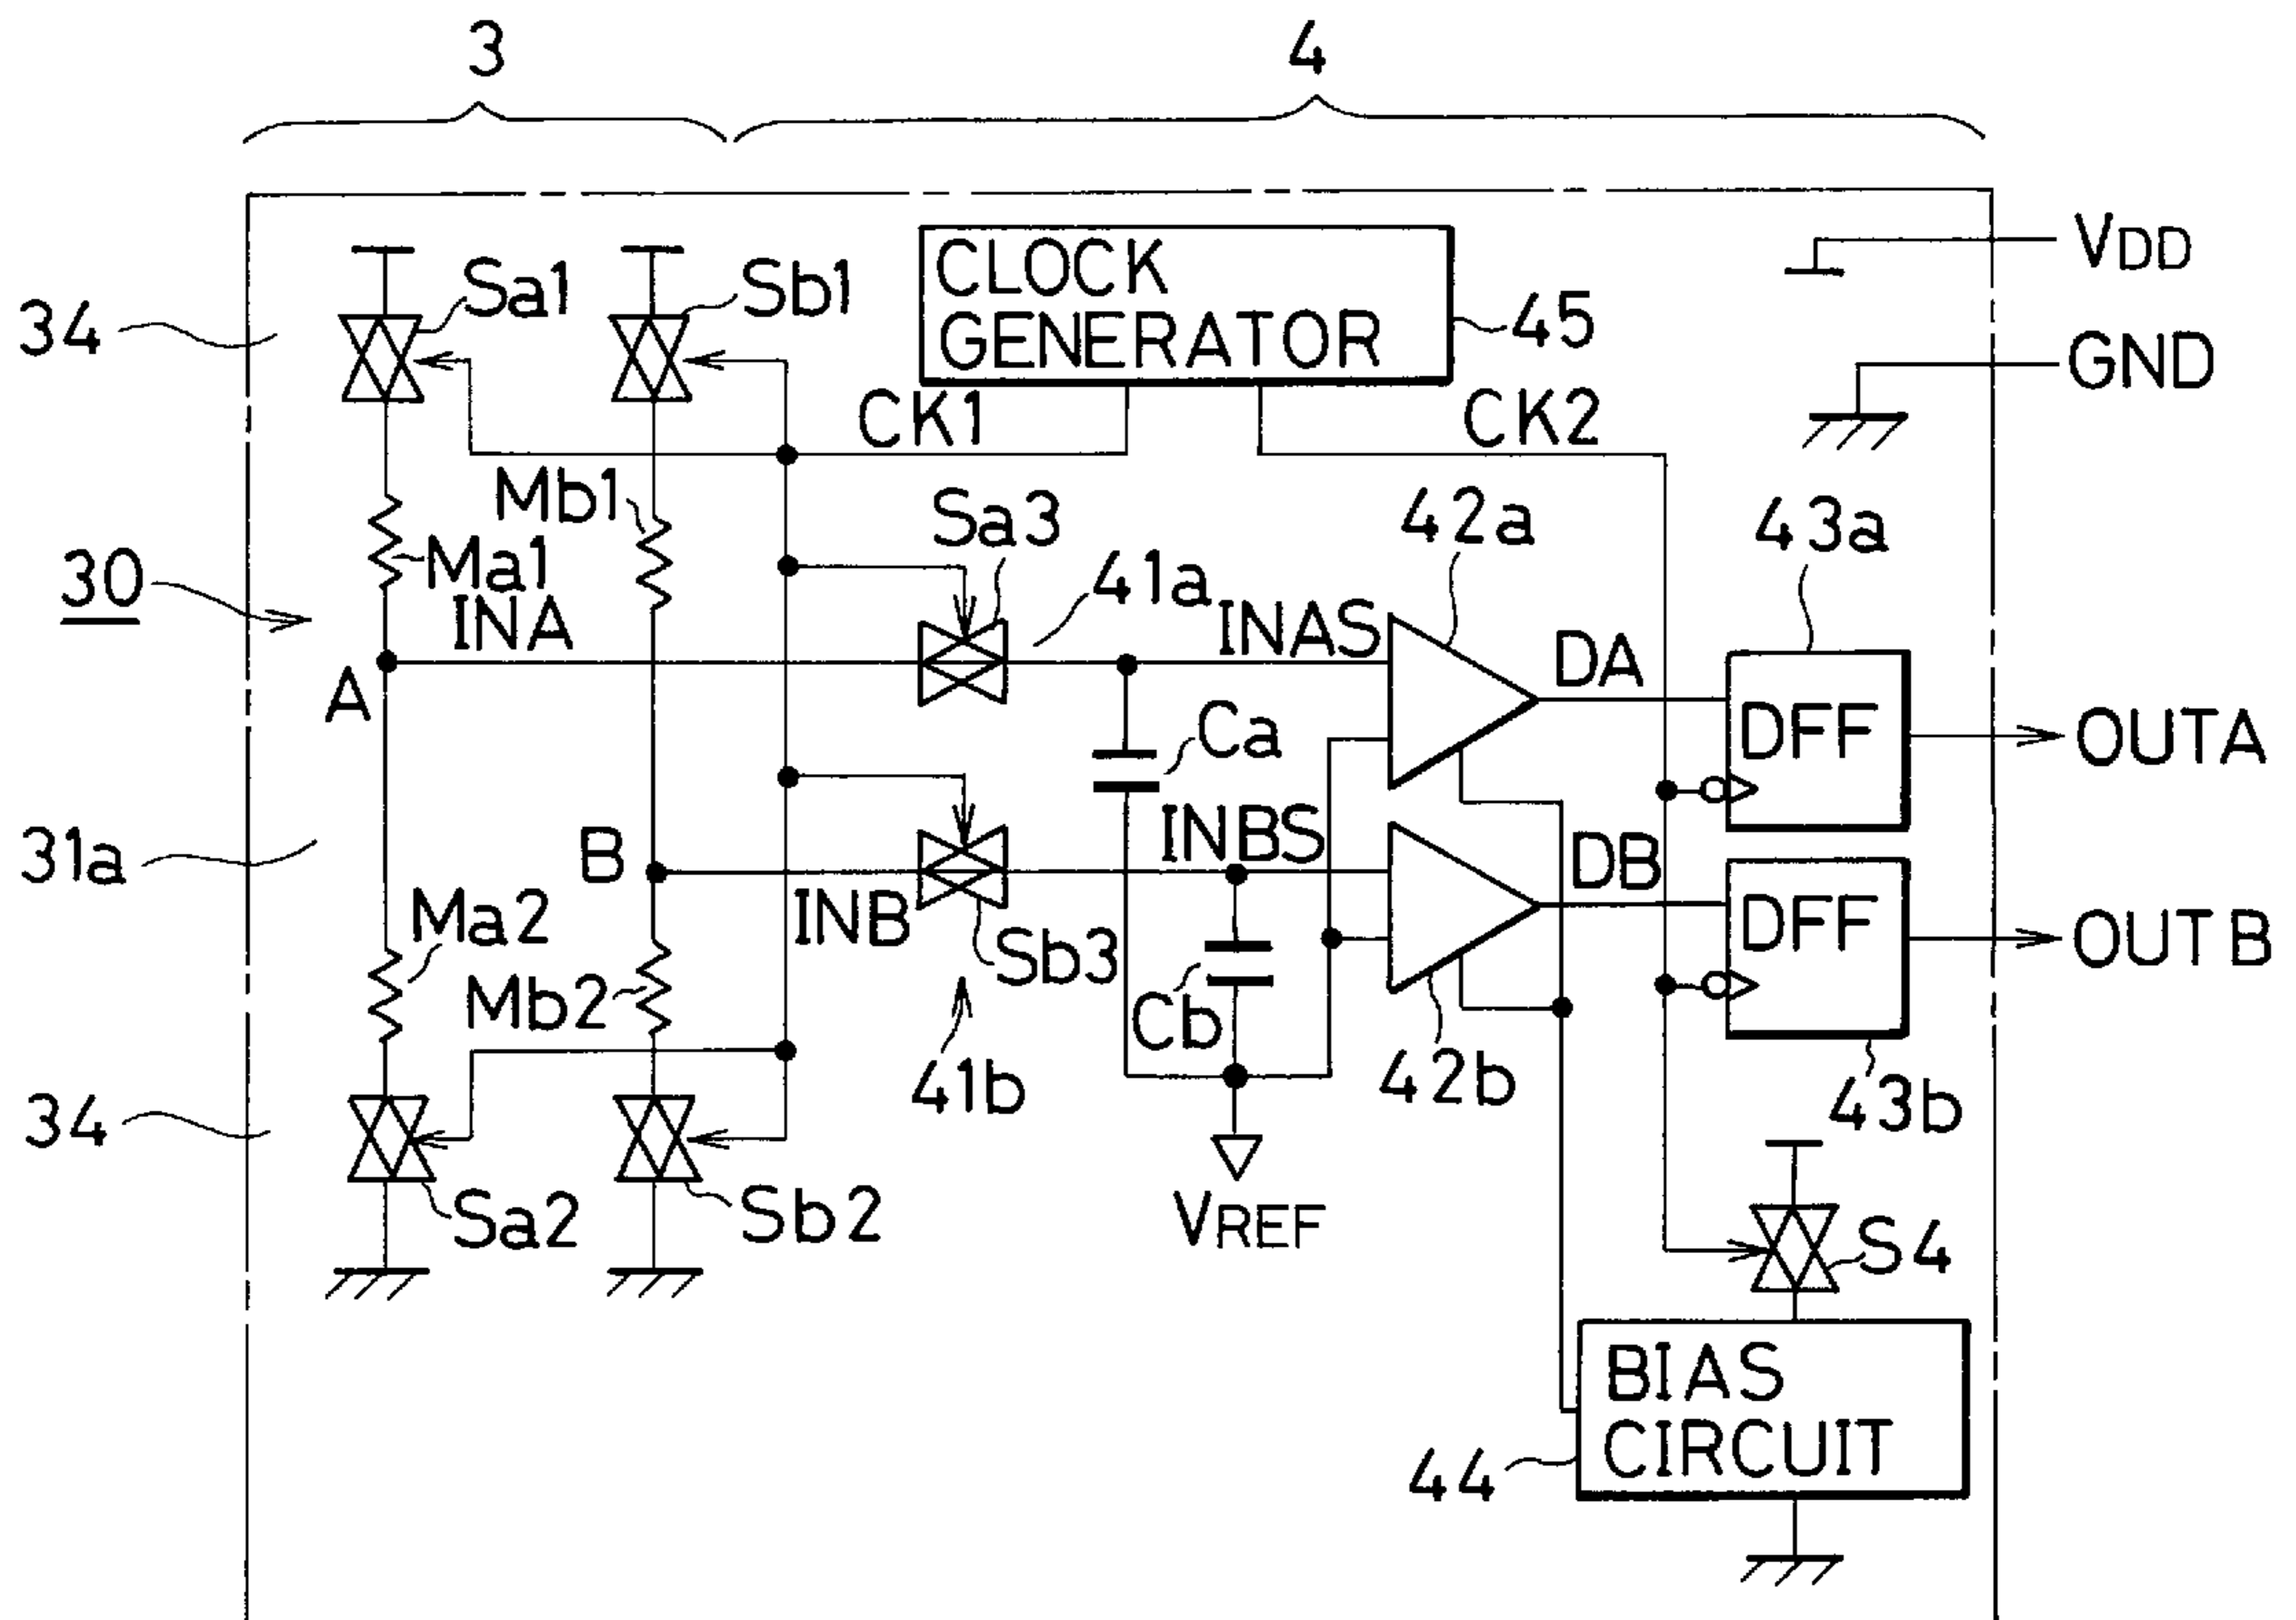 3
4
VDD
Sa1
Sb1
CLOCK
GENERATOR
34
45
GND
CK1
CK2
Mb1
Sa3
42a
43a
30
Ma1
41a
INA
INAS
DA
A
Ca
DFF
OUTA
31a
B
INBS
DB
Ma2
INB
Sb3
DFF
OUTB
Mb2
Cb
41b
42b
43b
34
Sa2
Sb2
VREF
S4
BIAS
CIRCUIT
44